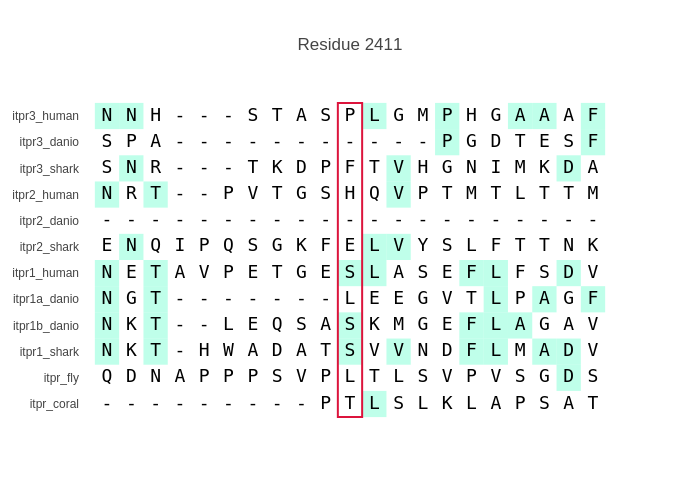 Residue 2411
itpr3_human N N H - - - S T A S P L G M P H G A A A F
itpr3_danio S P A - - - - - - - - - - - P G D T E S F
itpr3_shark S N R - - - T K D P F T V H G N I M K D A
itpr2_human N R T - - P V T G S H Q V P T M T L T T M
itpr2_danio - - - - - - - - - - - - - - - - - - - - -
itpr2_shark E N Q I P Q S G K F E L V Y S L F T T N K
itpr1_human N E T A V P E T G E S L A S E F L F S D V
itpr1a_danio N G T - - - - - - - L E E G V T L P A G F
itpr1b_danio N K T - - L E Q S A S K M G E F L A G A V
itpr1_shark N K T - H W A D A T S V V N D F L M A D V
itpr_fly Q D N A P P P S V P L T L S V P V S G D S
itpr_coral - - - - - - - - - P T L S L K L A P S A T